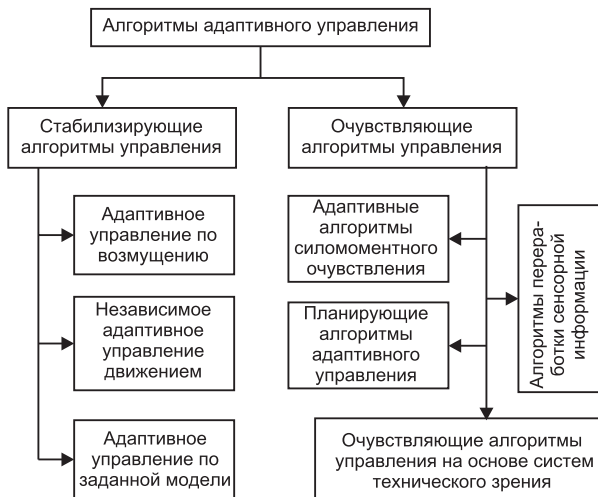 Алгоритмы адаптивного управления
Стабилизирующие
алгоритмы управления
Очувствляющие
алгоритмы управления
Адаптивное
управление по
возмущению
Независимое
адаптивное
управление
движением
Адаптивное
управление по
заданной модели
Адаптивные
алгоритмы
силомоментного
очувствления
Планирующие
алгоритмы
адаптивного
управления
Алгоритмы перера-
ботки сенсорной
информации
Очувствляющие алгоритмы
управления на основе систем
технического зрения